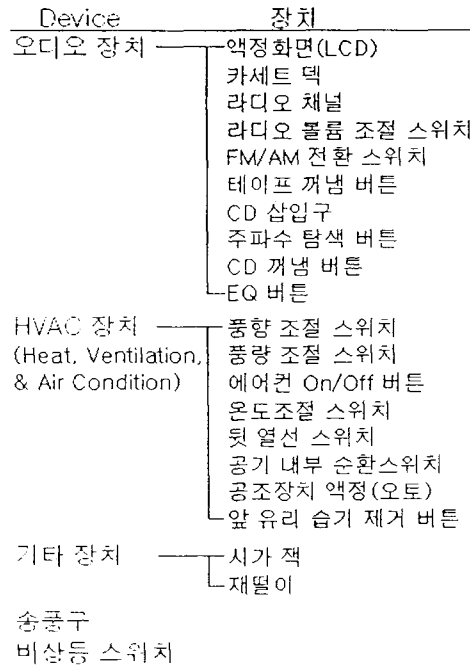 Device 장치
오디오 장치 액정화면(LCD)
카세트 덱
라디오 채널
라디오 볼륨 조절 스위치
FM/AM 전환 스위치
테이프 꺼냄 버튼
CD 삽입구
주파수 탐색 버튼
CD 꺼냄 버튼
EQ 버튼
HVAC 장치 풍향 조절 스위치
(Heat, Ventilation, 풍량 조절 스위치
& Air Condition) 에어컨 On/Off 버튼
온도조절 스위치
뒷 열선 스위치
공기 내부 순환스위치
공조장치 액정(오토)
앞 유리 습기 제거 버튼
기타 장치 시가 잭
재떨이
송풍구
비상등 스위치